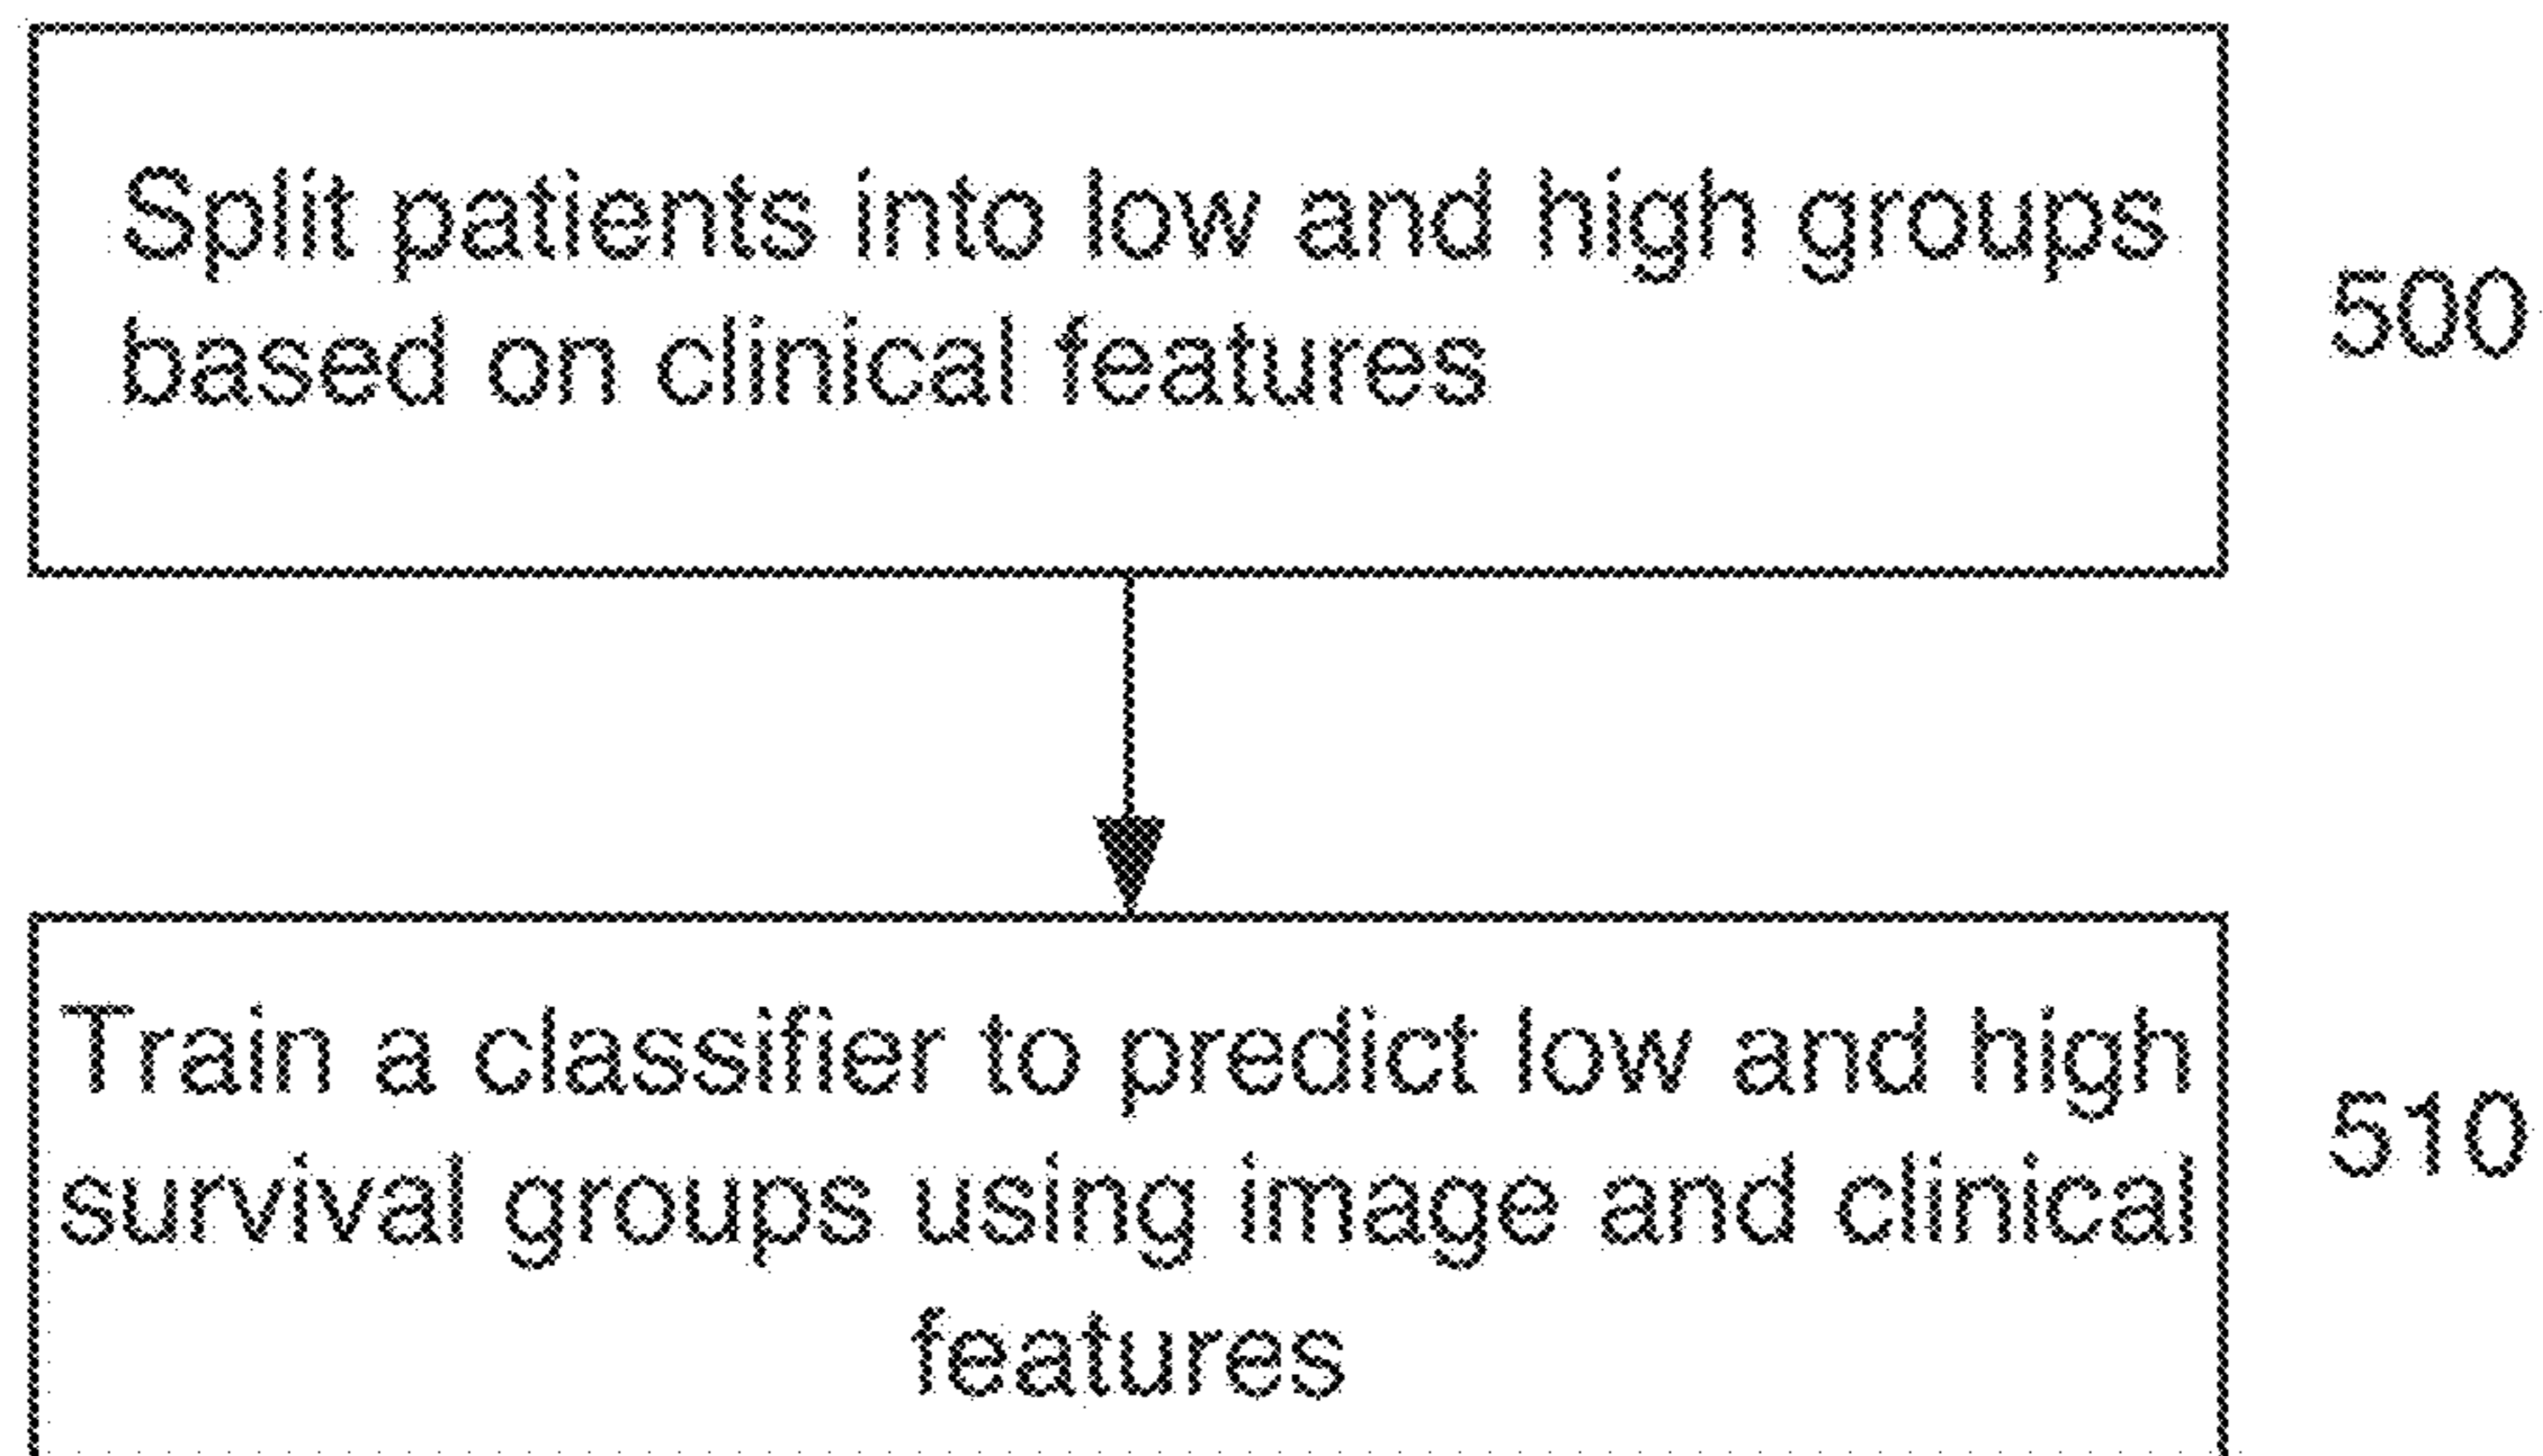 Split patients into low and high groups
based on clinical features
500
Train a classifier to predict low and high
survival groups using image and clinical
features
510